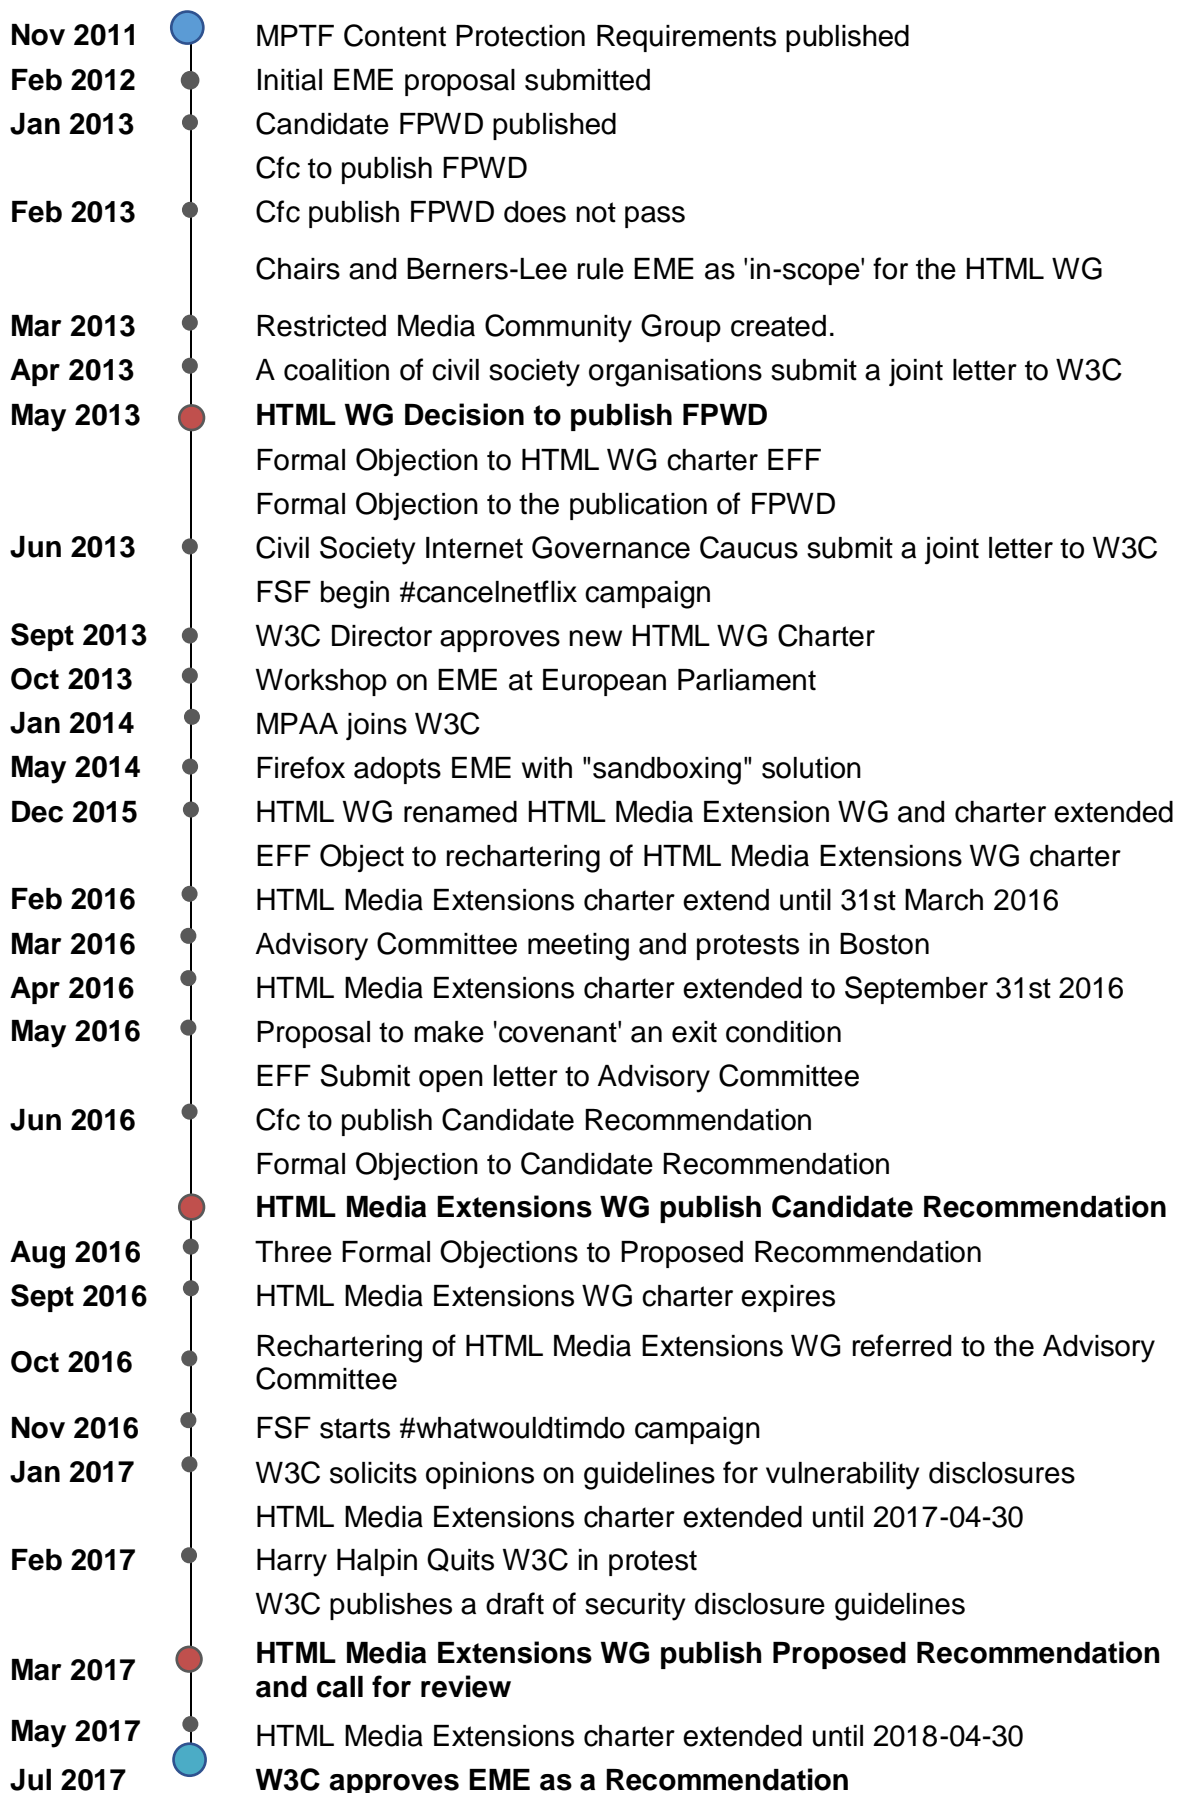 Nov 2011 MPTF Content Protection Requirements published
Feb 2012 Initial EME proposal submitted
Jan 2013 Candidate FPWD published
Cfc to publish FPWD
Feb 2013 Cfc publish FPWD does not pass
Chairs and Berners-Lee rule EME as 'in-scope' for the HTML WG
Mar 2013 Restricted Media Community Group created.
Apr 2013 A coalition of civil society organisations submit a joint letter to W3C
May 2013 HTML WG Decision to publish FPWD
Formal Objection to HTML WG charter EFF
Formal Objection to the publication of FPWD
Jun 2013 Civil Society Internet Governance Caucus submit a joint letter to W3C
FSF begin #cancelnetflix campaign
Sept 2013 W3C Director approves new HTML WG Charter
Oct 2013 Workshop on EME at European Parliament
Jan 2014 MPAA joins W3C
May 2014 Firefox adopts EME with "sandboxing" solution
Dec 2015 HTML WG renamed HTML Media Extension WG and charter extended
EFF Object to rechartering of HTML Media Extensions WG charter
Feb 2016 HTML Media Extensions charter extend until 31st March 2016
Mar 2016 Advisory Committee meeting and protests in Boston
Apr 2016 HTML Media Extensions charter extended to September 31st 2016
May 2016 Proposal to make 'covenant' an exit condition
EFF Submit open letter to Advisory Committee
Jun 2016 Cfc to publish Candidate Recommendation
Formal Objection to Candidate Recommendation
HTML Media Extensions WG publish Candidate Recommendation
Aug 2016 Three Formal Objections to Proposed Recommendation
Sept 2016 HTML Media Extensions WG charter expires
Oct 2016 Rechartering of HTML Media Extensions WG referred to the Advisory
Committee
Nov 2016 FSF starts #whatwouldtimdo campaign
Jan 2017 W3C solicits opinions on guidelines for vulnerability disclosures
HTML Media Extensions charter extended until 2017-04-30
Feb 2017 Harry Halpin Quits W3C in protest
W3C publishes a draft of security disclosure guidelines
Mar 2017 HTML Media Extensions WG publish Proposed Recommendation
and call for review
May 2017 HTML Media Extensions charter extended until 2018-04-30
Jul 2017 W3C approves EME as a Recommendation